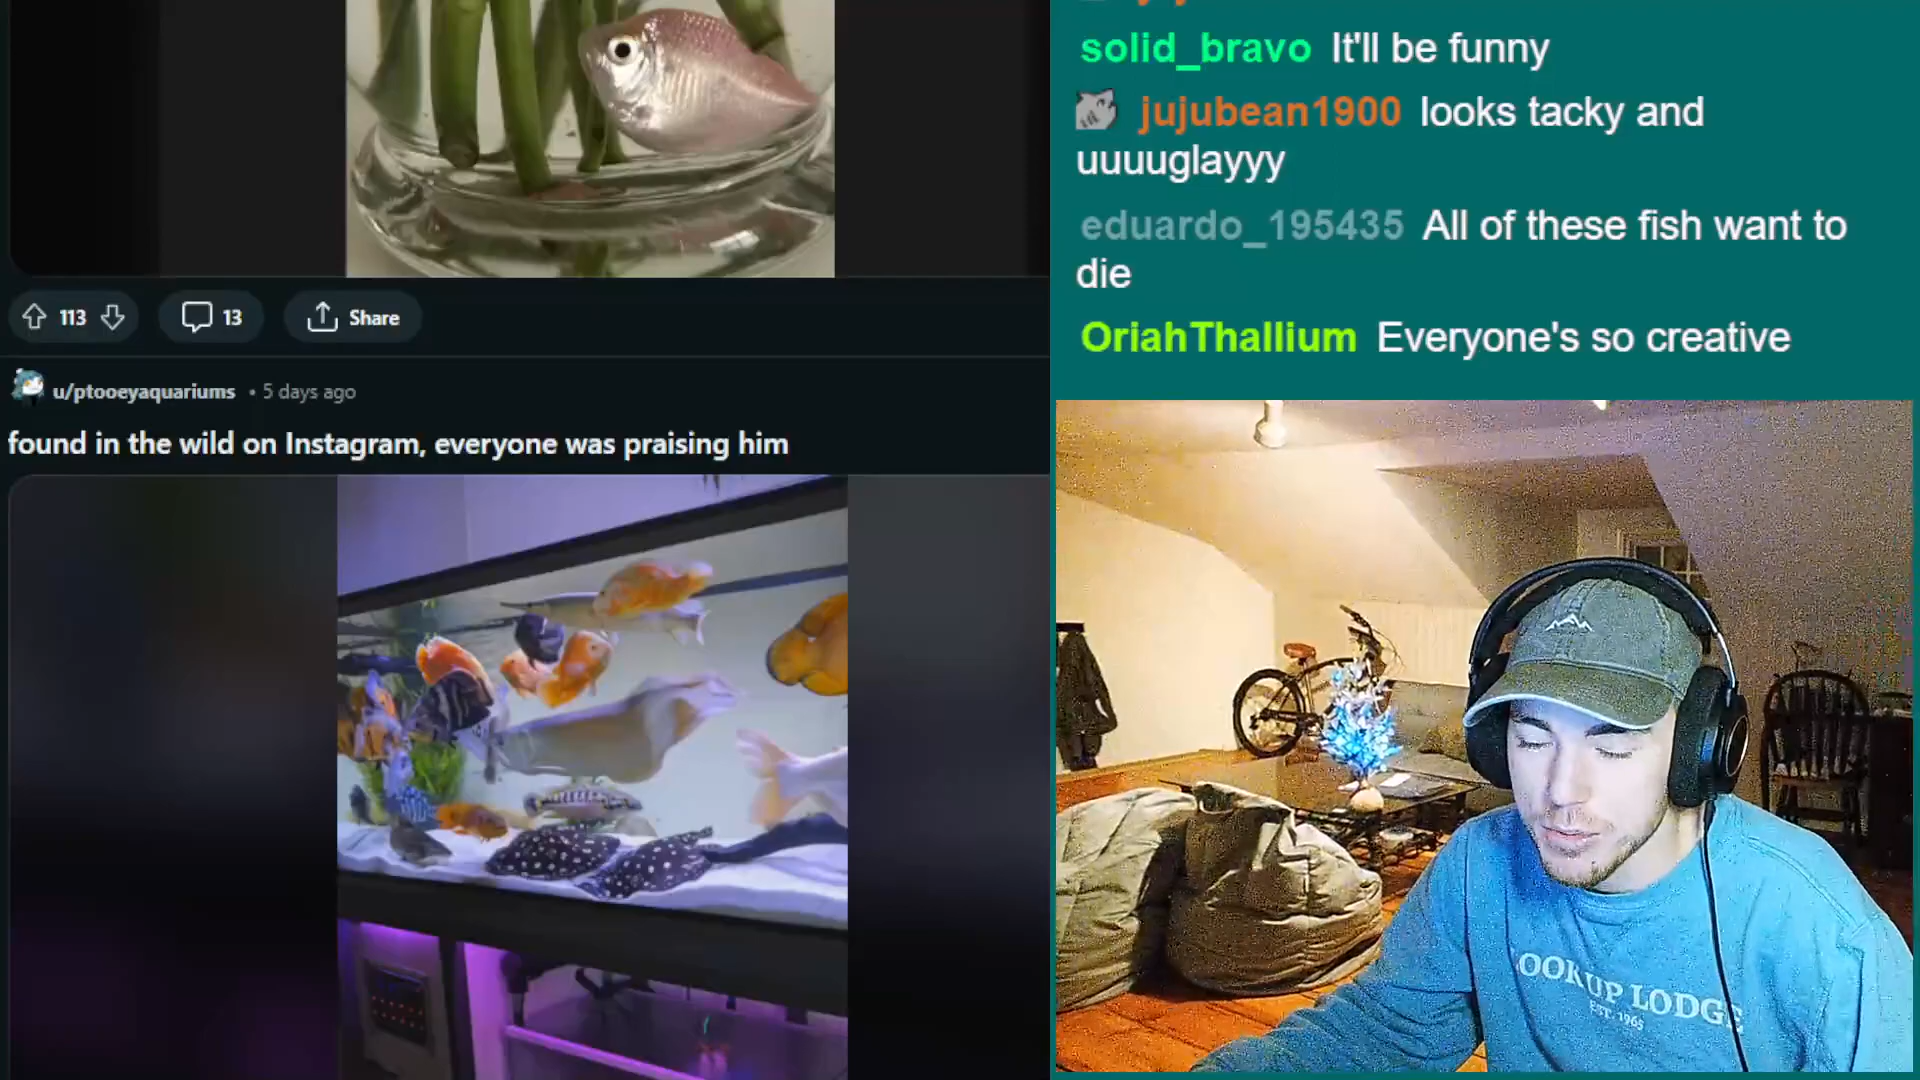 113
13
Share
u/ptooeyaquariums • 5 days ago
found in the wild on Instagram, everyone was praising him
solid_bravo It'll be funny
jujubean1900 looks tacky and
uuuuglayyy
eduardo_195435 All of these fish want to
die
OriahThallium Everyone's so creative
LOOKUP LODGE
EST. 1965